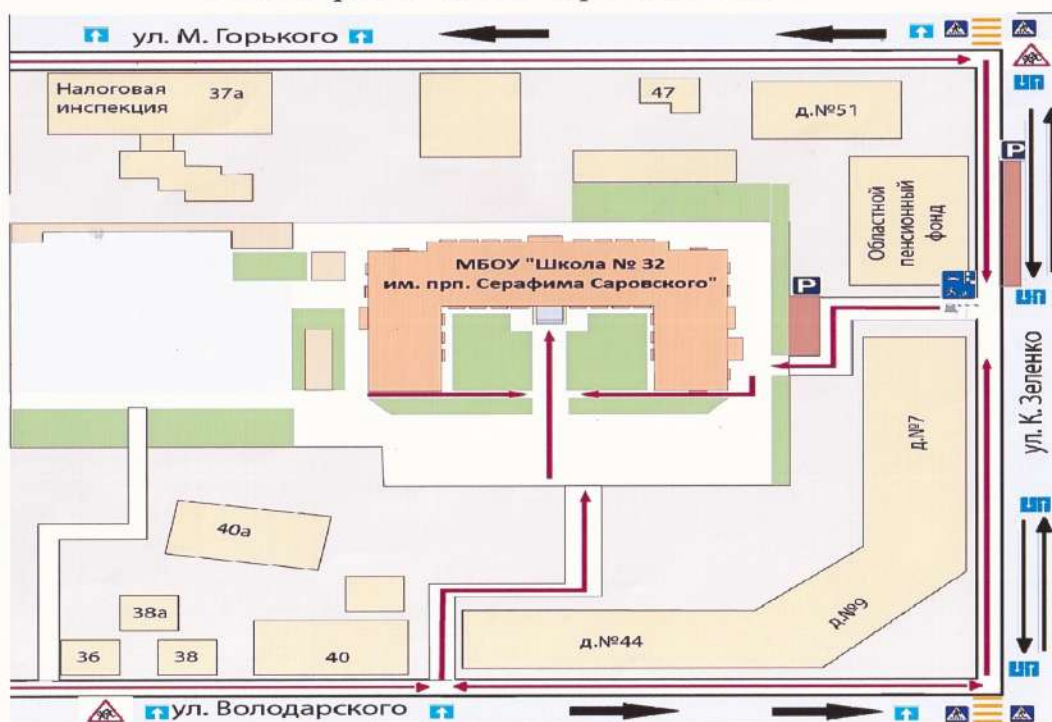 ул. М. Горького
Налоговая
инспекция
37а
47
д.№51
P
Областной
пенсионный
фонд
МБОУ "Школа № 32
им. прп. Серафима Саровского"
P
ул. К. Зеленко
д.№7
40а
38а
36
38
40
д.№44
д.№9
ул. Володарского